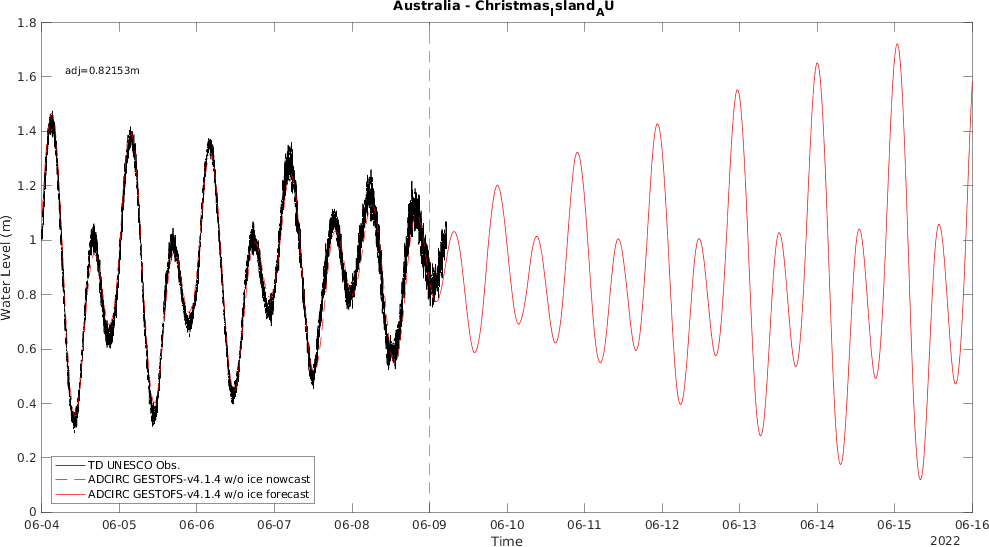 Australia - Christmas_Island_AU
adj=0.82153m
Water Level (m)
1.8
1.6
1.4
1.2
1
0.8
0.6
0.4
0.2
0
TD UNESCO Obs.
ADCIRC GESTOFS-v4.1.4 w/o ice nowcast
ADCIRC GESTOFS-v4.1.4 w/o ice forecast
06-04 06-05 06-06 06-07 06-08 06-09 06-10 06-11 06-12 06-13 06-14 06-15 06-16
Time
2022